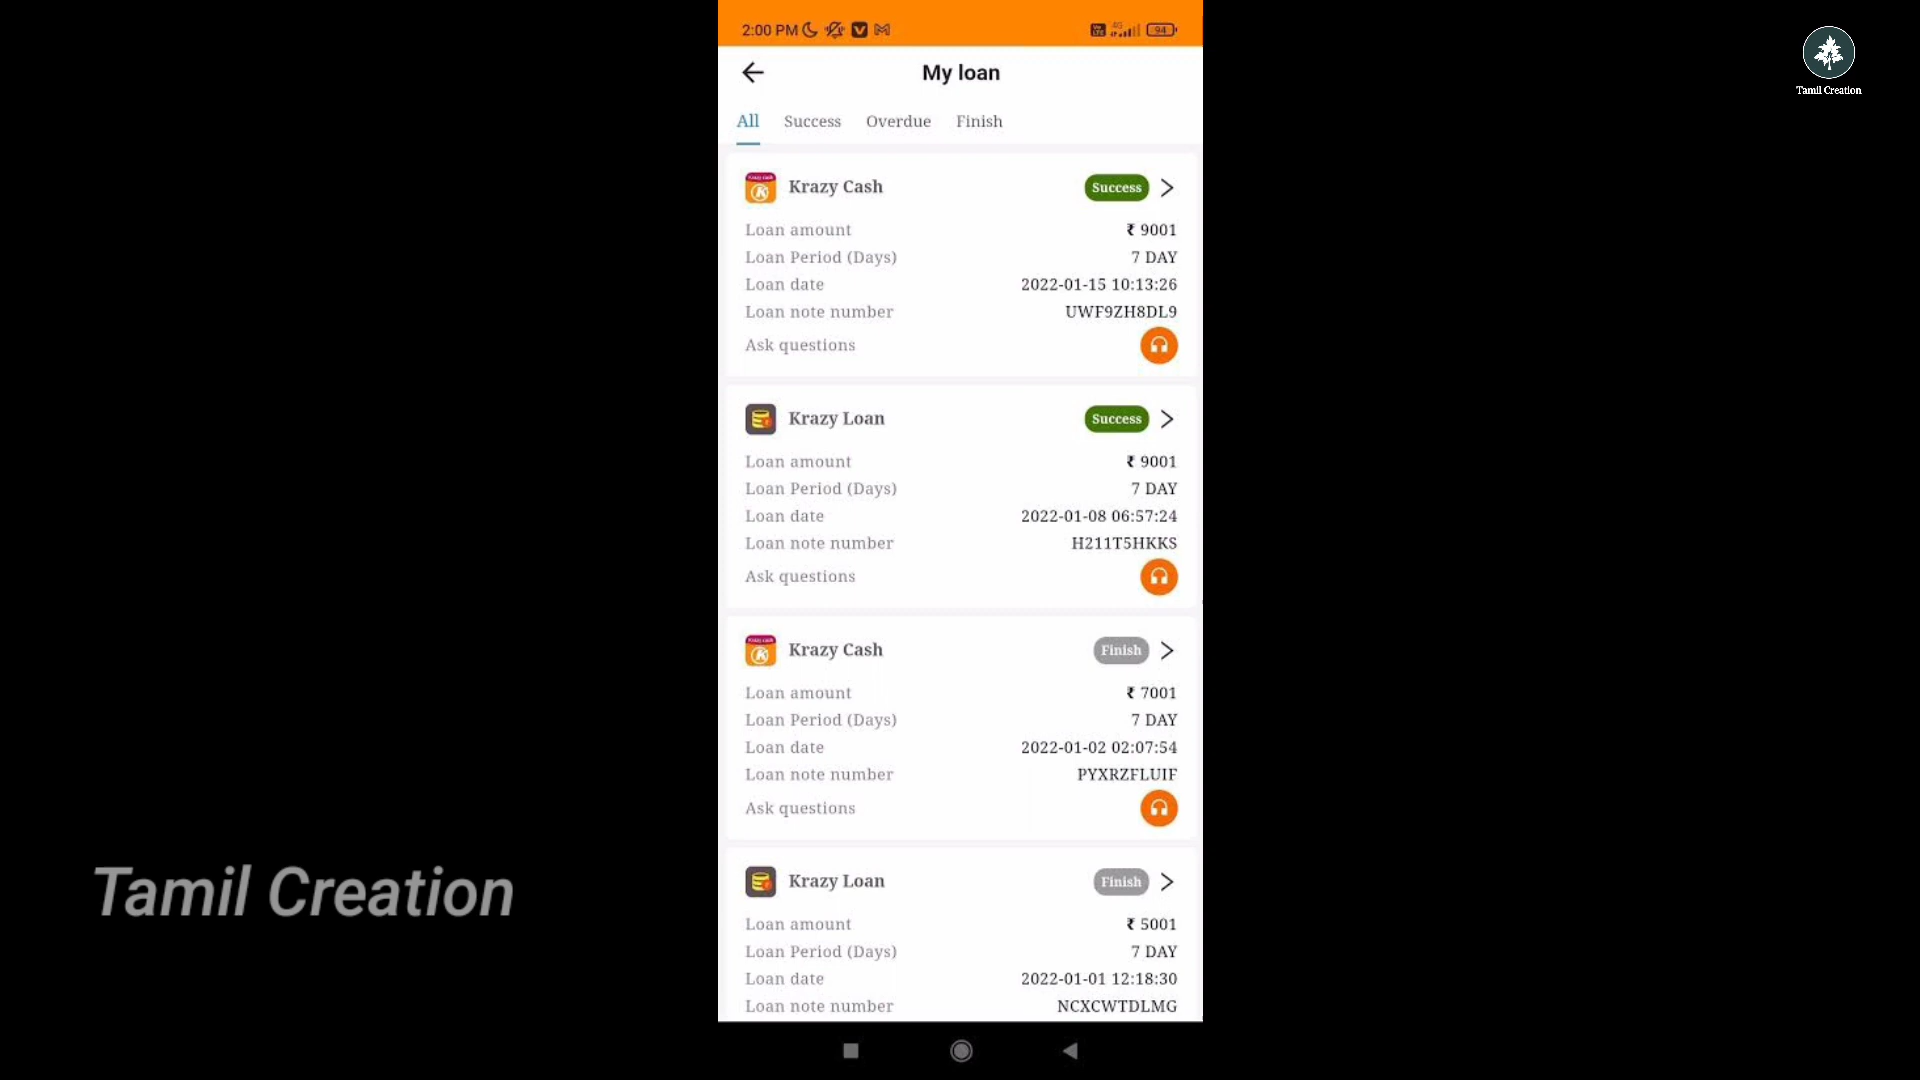 2:00 PM
4G
94
Tamil Creation
My loan
All Success Overdue Finish
Krazy Cash Success
Loan amount ₹ 9001
Loan Period (Days) 7 DAY
Loan date 2022-01-15 10:13:26
Loan note number UWF9ZH8DL9
Ask questions
Krazy Loan Success
Loan amount ₹ 9001
Loan Period (Days) 7 DAY
Loan date 2022-01-08 06:57:24
Loan note number H211T5HKKS
Ask questions
Krazy Cash Finish
Loan amount ₹ 7001
Loan Period (Days) 7 DAY
Loan date 2022-01-02 02:07:54
Loan note number PYXRZFLUIF
Ask questions
Krazy Loan Finish
Tamil Creation
Loan amount ₹ 5001
Loan Period (Days) 7 DAY
Loan date 2022-01-01 12:18:30
Loan note number NCXCWTDLMG